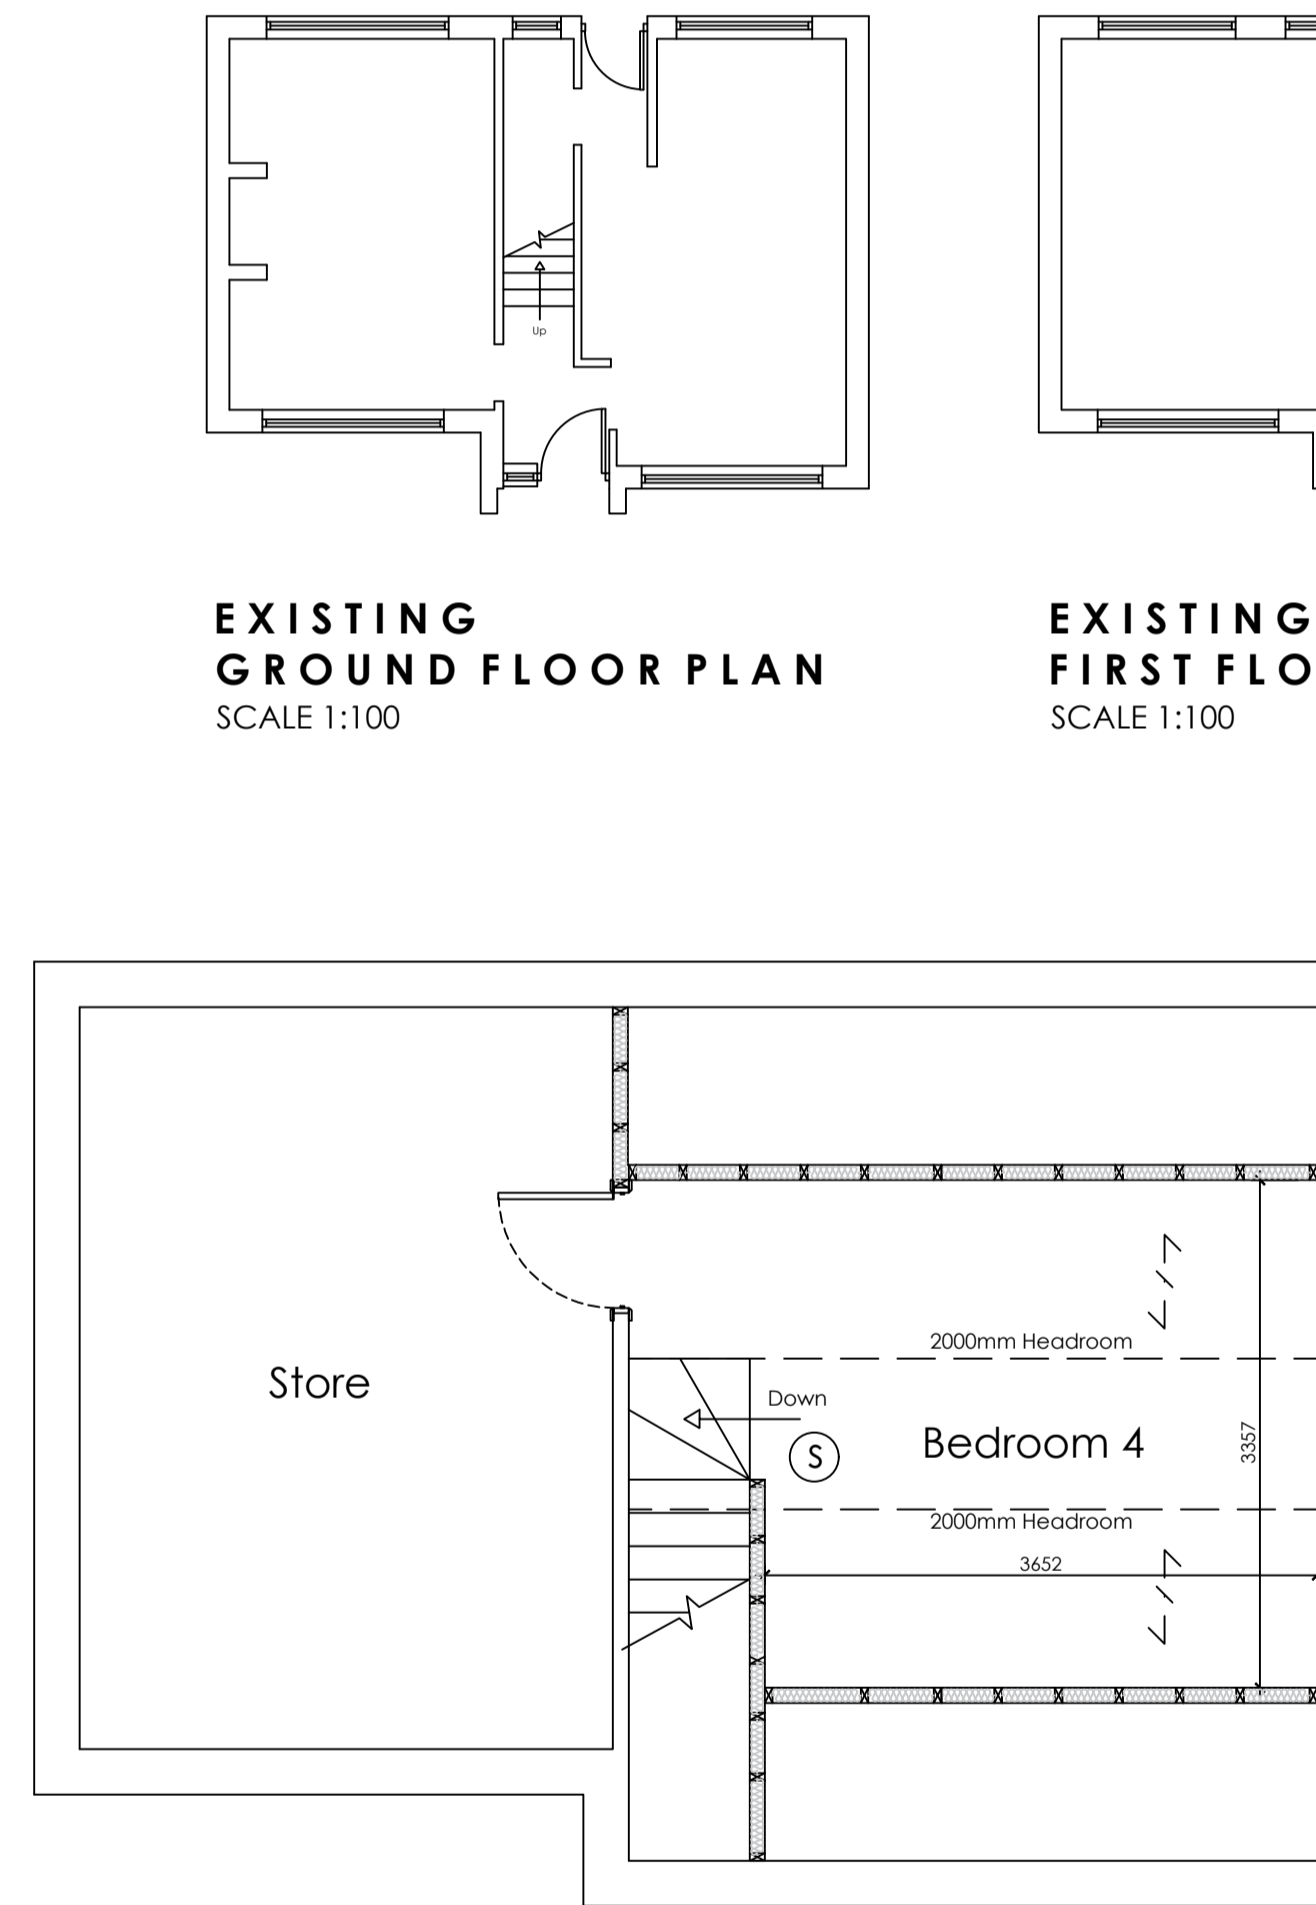 Up
EXISTING
GROUND FLOOR PLAN
SCALE 1:100
EXISTING
FIRST FLO
SCALE 1:100
2000mm Headroom
Store
Down
S
Bedroom 4
3357
2000mm Headroom
3652